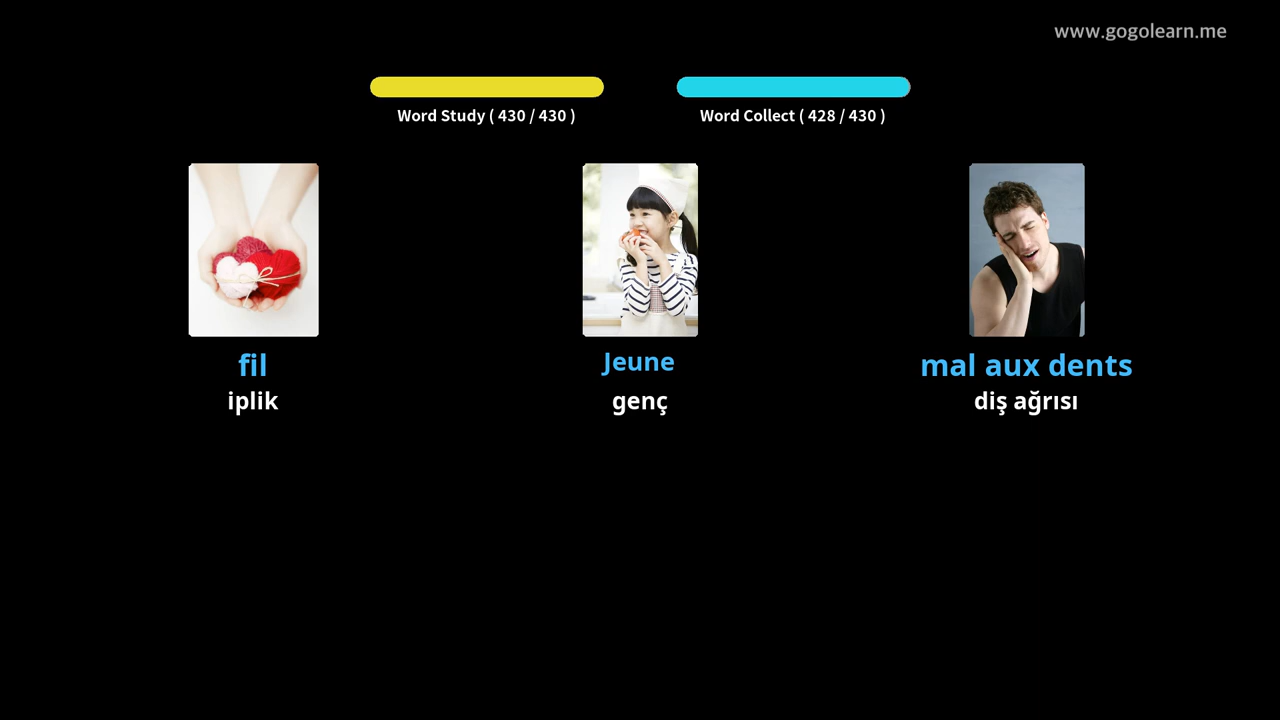 www.gogolearn.me
Word Study ( 430 / 430 )
Word Collect ( 428 / 430 )
fil
Jeune
mal aux dents
iplik
genç
diş ağrısı